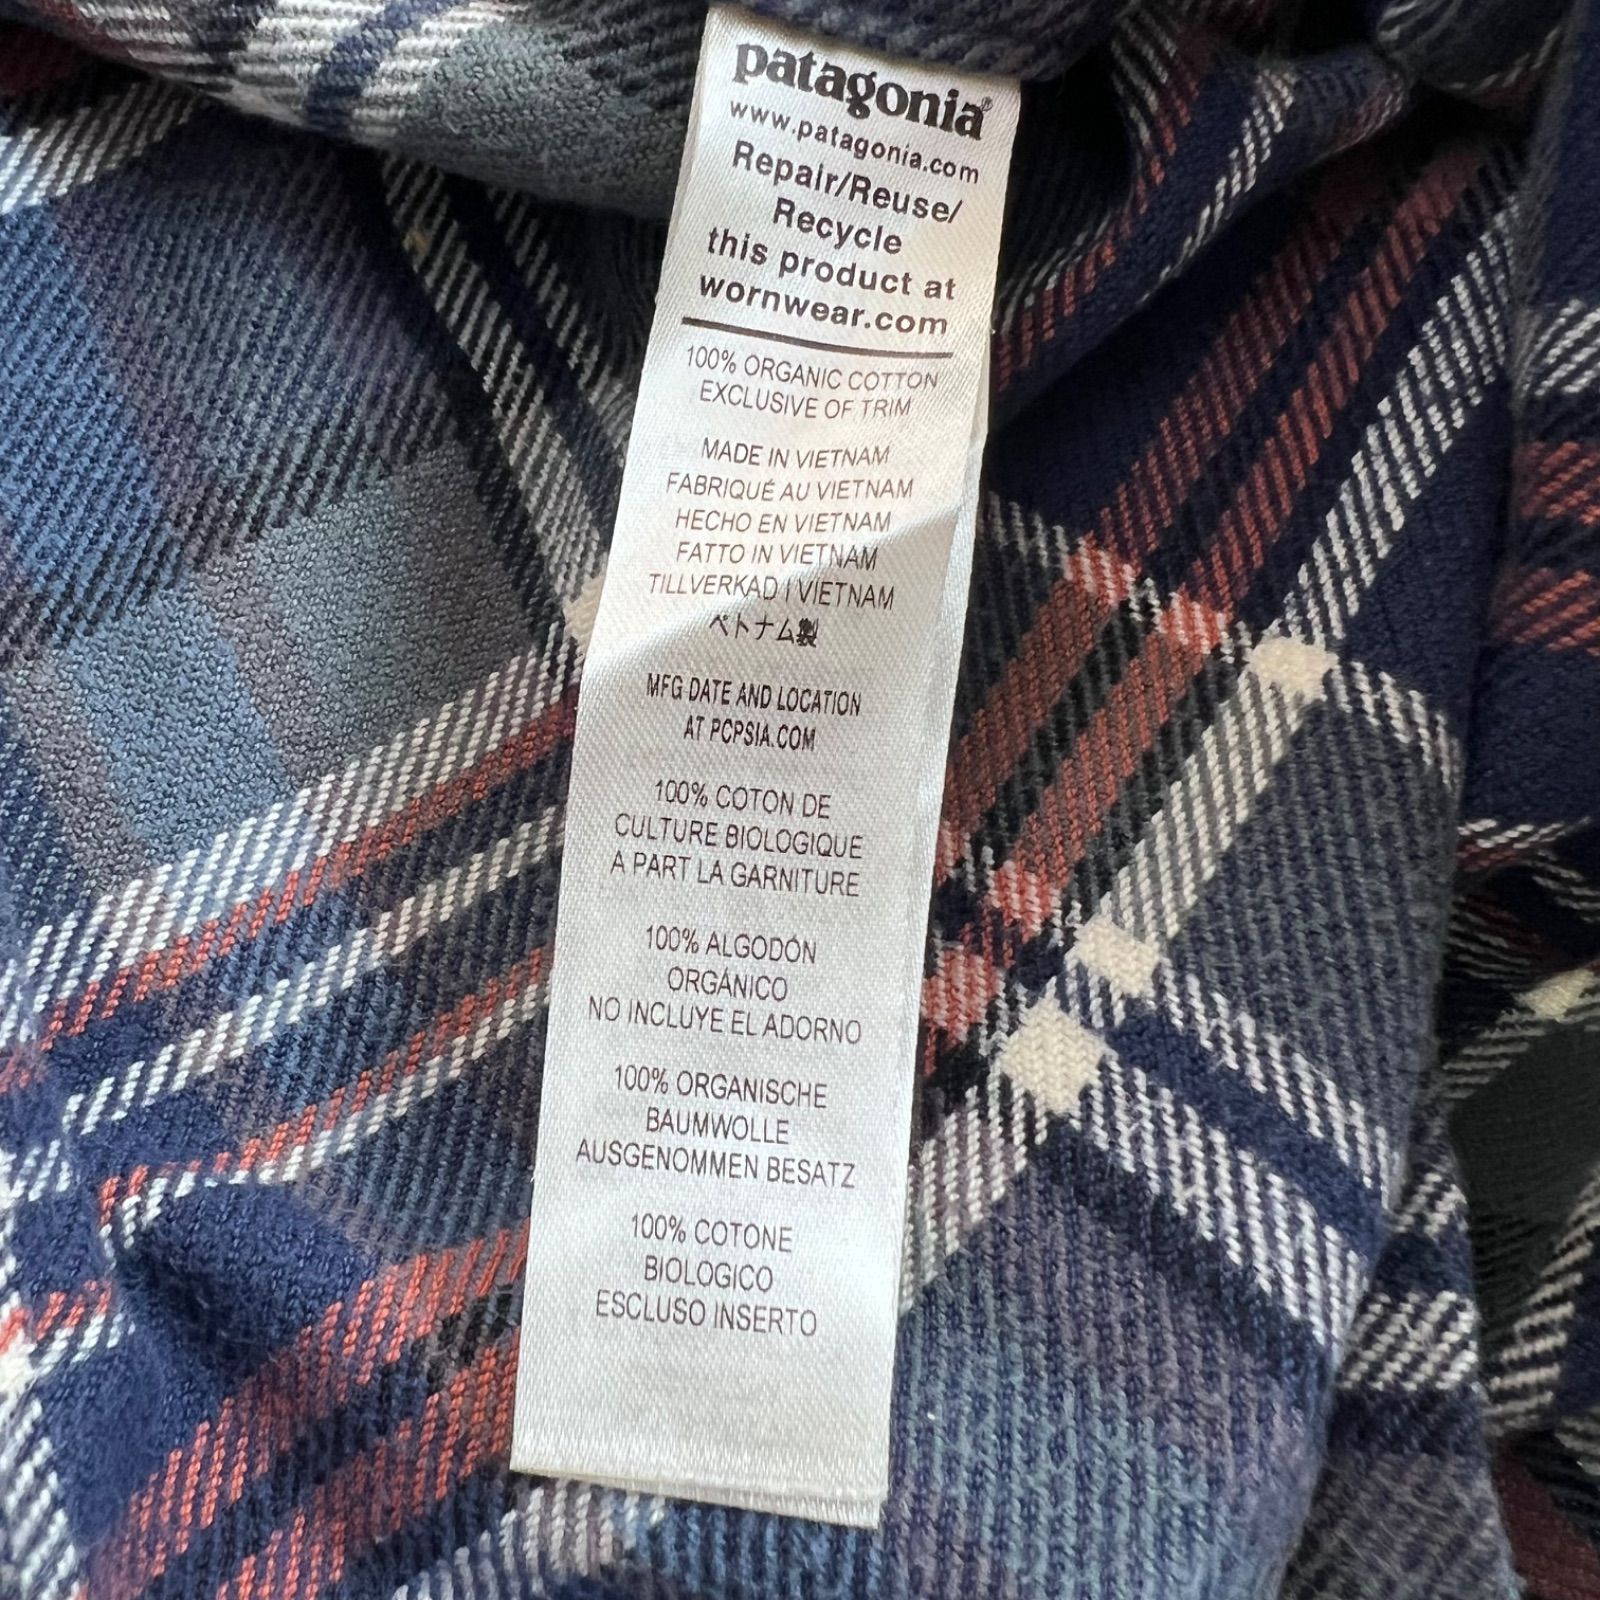 patagonia®
www.patagonia.com
Repair/Reuse/
Recycle
this product at
wornwear.com
100% ORGANIC COTTON
EXCLUSIVE OF TRIM
MADE IN VIETNAM
FABRIQUÉ AU VIETNAM
HECHO EN VIETNAM
FATTO IN VIETNAM
TILLVERKAD I VIETNAM
ベトナム製
MFG DATE AND LOCATION
AT PCPSIA.COM
100% COTON DE
CULTURE BIOLOGIQUE
A PART LA GARNITURE
100% ALGODÓN
ORGÁNICO
NO INCLUYE EL ADORNO
100% ORGANISCHE
BAUMWOLLE
AUSGENOMMEN BESATZ
100% COTONE
BIOLOGICO
ESCLUSO INSERTO